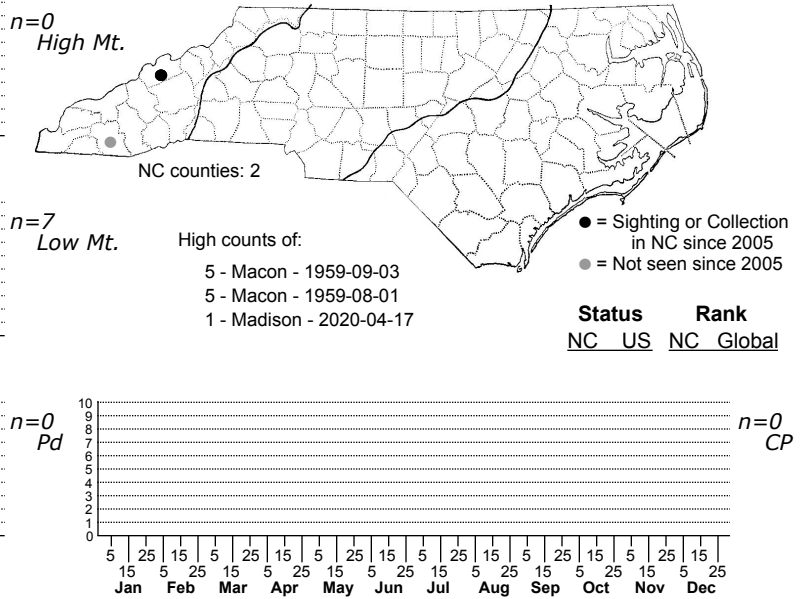 n=0
High Mt.
NC counties: 2
n=7
Low Mt.
High counts of:
5 - Macon - 1959-09-03
5 - Macon - 1959-08-01
1 - Madison - 2020-04-17
● = Sighting or Collection
in NC since 2005
● = Not seen since 2005
Status Rank
NC US NC Global
n=0
Pd
n=0
CP
10
9
8
7
6
5
4
3
2
1
0
5 25 15 5 25 15 5 25 15 5 25 15 5 25 15 5 25 15
15 5 25 15 5 25 15 5 25 15 5 25 15 5 25 15 5 25
Jan Feb Mar Apr May Jun Jul Aug Sep Oct Nov Dec